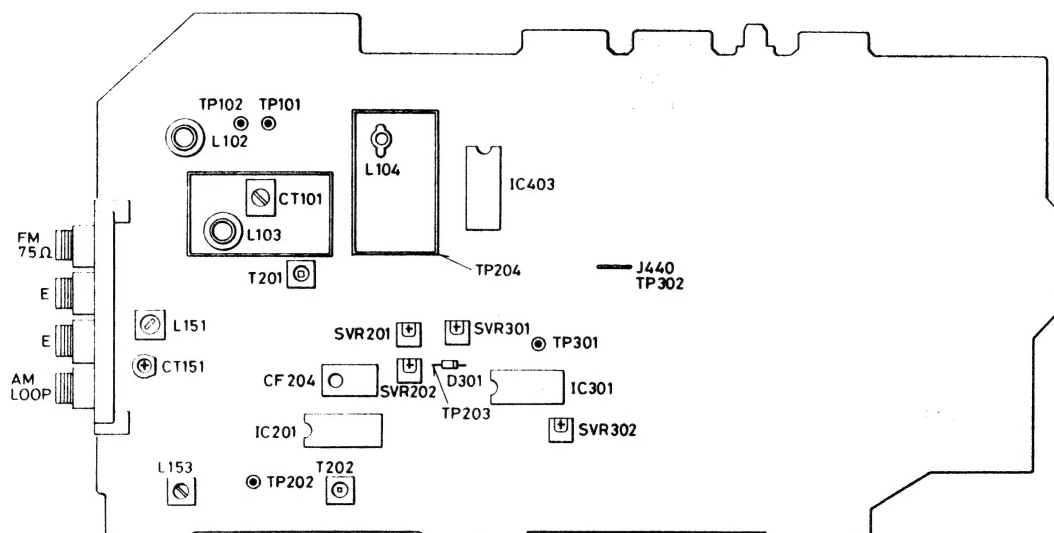 TP102 TP101
L102
L104
IC403
CT101
L103
FM
75Ω
TP204
J440
TP302
T201
E
L151
SVR201
SVR301
TP301
E
CT151
CF204
SVR202
D301
IC301
AM
LOOP
TP203
IC201
SVR302
L153
TP202
T202